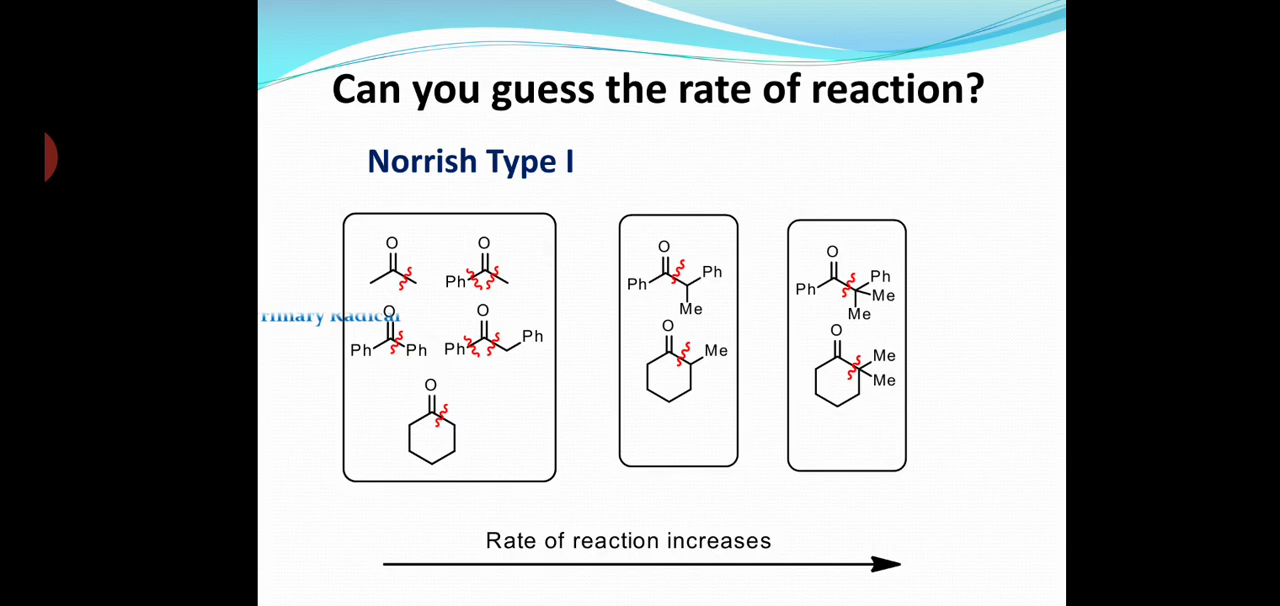 Can you guess the rate of reaction?
Norrish Type I
O
O
Ph
Radical
O
O
Ph
Ph
Ph
Ph
O
O
Ph
Ph
Me
O
Me
O
Ph
Ph
Me
Me
O
Me
Me
Rate of reaction increases